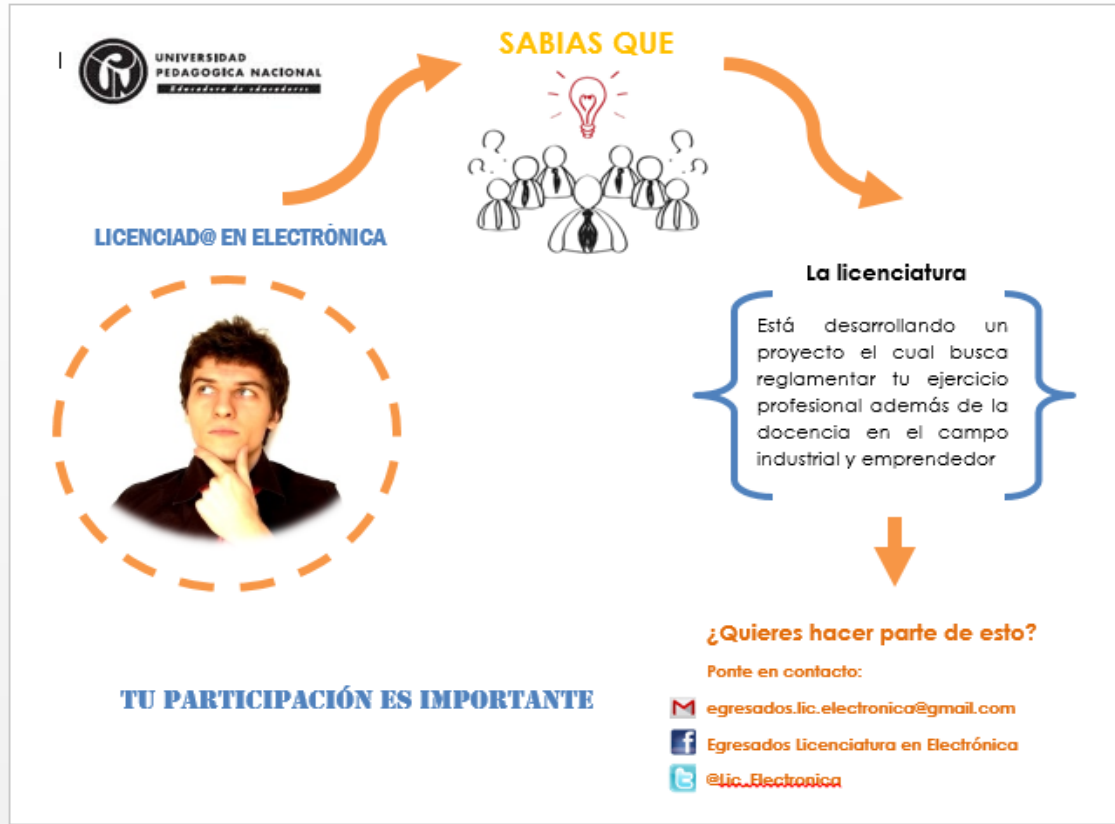 UNIVERSIDAD
PEDAGOGICA NACIONAL
Educadora de educadores
SABIAS QUE
LICENCIAD@ EN ELECTRÓNICA
La licenciatura
Está desarrollando un
proyecto el cual busca
reglamentar tu ejercicio
profesional además de la
docencia en el campo
industrial y emprendedor
¿Quieres hacer parte de esto?
Ponte en contacto:
egresados.lic.electronica@gmail.com
Egresados Licenciatura en Electrónica
@Lic_Electronica
TU PARTICIPACIÓN ES IMPORTANTE